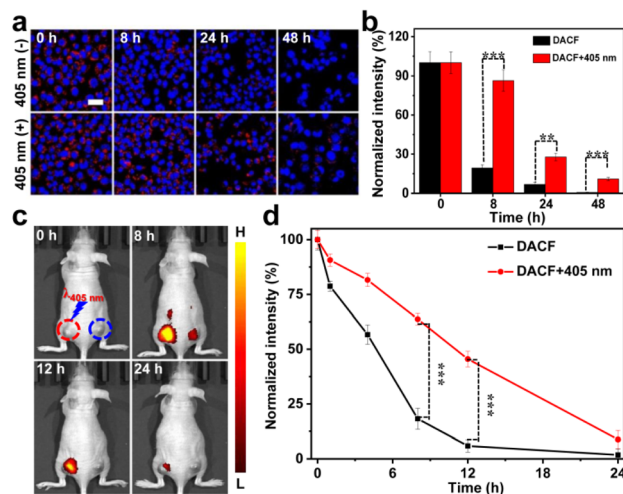 a
0 h
8 h
24 h
48 h
405 nm (-)
405 nm (+)
b
Normalized intensity (%)
120
90
60
30
0
***
**
***
DACF
DACF+405 nm
0
8
24
48
Time (h)
c
0 h
8 h
405 nm
12 h
24 h
H
L
d
Normalized intensity (%)
100
75
50
25
0
DACF
DACF+405 nm
***
***
0
6
12
18
24
Time (h)